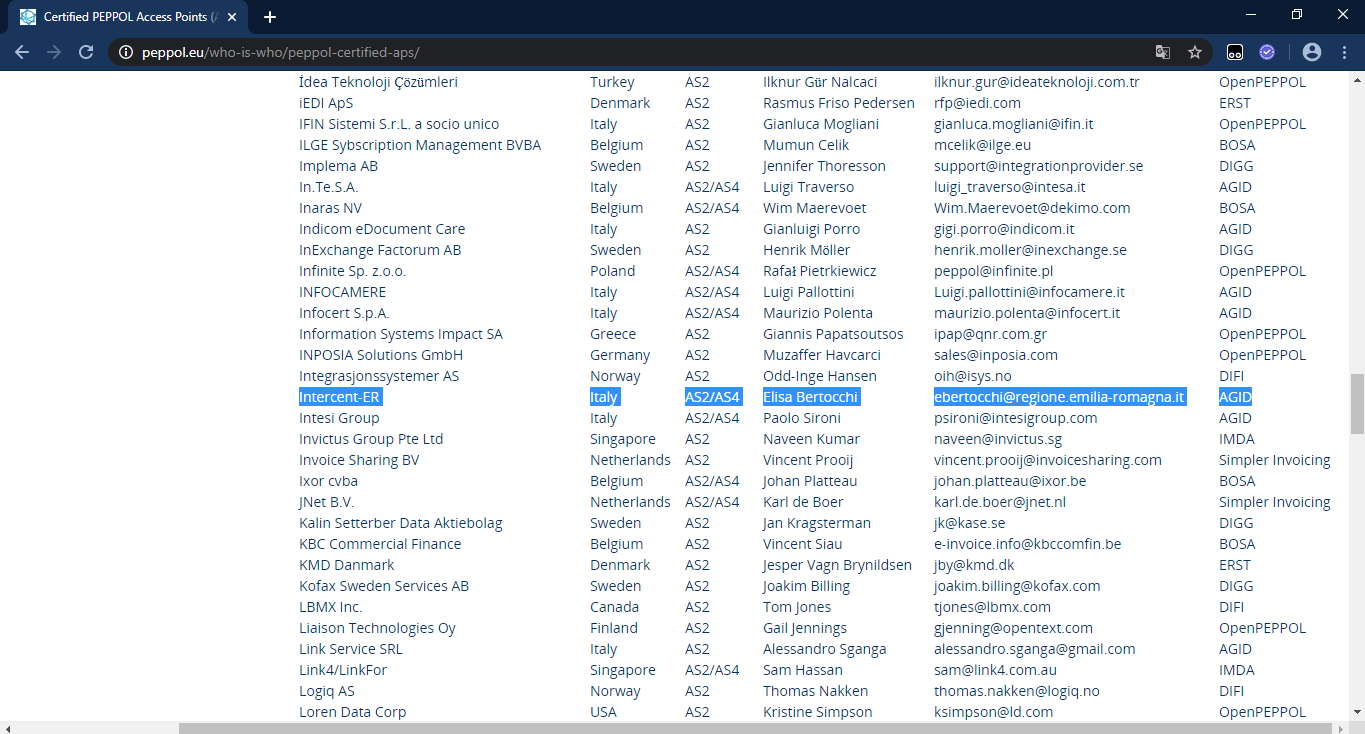 Certified PEPPOL Access Points (A
peppol.eu/who-is-who/peppol-certified-aps/
İdea Teknoloji Çözümleri Turkey AS2 Ilknur Gür Nalcaci ilknur.gur@ideateknoloji.com.tr OpenPEPPOL
iEDI ApS Denmark AS2 Rasmus Friso Pedersen rfp@iedi.com ERST
IFIN Sistemi S.r.L. a socio unico Italy AS2 Gianluca Mogliani gianluca.mogliani@ifin.it OpenPEPPOL
ILGE Sybscription Management BVBA Belgium AS2 Mumun Celik mcelik@ilge.eu BOSA
Implema AB Sweden AS2 Jennifer Thoresson support@integrationprovider.se DIGG
In.Te.S.A. Italy AS2/AS4 Luigi Traverso luigi_traverso@intesa.it AGID
Inaras NV Belgium AS2/AS4 Wim Maerevoet Wim.Maerevoet@dekimo.com BOSA
Indicom eDocument Care Italy AS2 Gianluigi Porro gigi.porro@indicom.it AGID
InExchange Factorum AB Sweden AS2 Henrik Möller henrik.moller@inexchange.se DIGG
Infinite Sp. z.o.o. Poland AS2/AS4 Rafał Pietrkiewicz peppol@infinite.pl OpenPEPPOL
INFOCAMERE Italy AS2/AS4 Luigi Pallottini Luigi.pallottini@infocamere.it AGID
Infocert S.p.A. Italy AS2/AS4 Maurizio Polenta maurizio.polenta@infocert.it AGID
Information Systems Impact SA Greece AS2 Giannis Papatsoutsos ipap@qnr.com.gr OpenPEPPOL
INPOSIA Solutions GmbH Germany AS2 Muzaffer Havcarci sales@inposia.com OpenPEPPOL
Integrasjonssystemer AS Norway AS2 Odd-Inge Hansen oih@isys.no DIFI
Intercent-ER Italy AS2/AS4 Elisa Bertocchi ebertocchi@regione.emilia-romagna.it AGID
Intesi Group Italy AS2/AS4 Paolo Sironi psironi@intesigroup.com AGID
Invictus Group Pte Ltd Singapore AS2 Naveen Kumar naveen@invictus.sg IMDA
Invoice Sharing BV Netherlands AS2 Vincent Prooij vincent.prooij@invoicesharing.com Simpler Invoicing
Ixor cvba Belgium AS2/AS4 Johan Platteau johan.platteau@ixor.be BOSA
JNet B.V. Netherlands AS2/AS4 Karl de Boer karl.de.boer@jnet.nl Simpler Invoicing
Kalin Setterber Data Aktiebolag Sweden AS2 Jan Kragsterman jk@kase.se DIGG
KBC Commercial Finance Belgium AS2 Vincent Siau e-invoice.info@kbccomfin.be BOSA
KMD Danmark Denmark AS2 Jesper Vagn Brynildsen jby@kmd.dk ERST
Kofax Sweden Services AB Sweden AS2 Joakim Billing joakim.billing@kofax.com DIGG
LBMX Inc. Canada AS2 Tom Jones tjones@lbmx.com DIFI
Liaison Technologies Oy Finland AS2 Gail Jennings gjenning@opentext.com OpenPEPPOL
Link Service SRL Italy AS2 Alessandro Sganga alessandro.sganga@gmail.com AGID
Link4/LinkFor Singapore AS2/AS4 Sam Hassan sam@link4.com.au IMDA
Logiq AS Norway AS2 Thomas Nakken thomas.nakken@logiq.no DIFI
Loren Data Corp USA AS2 Kristine Simpson ksimpson@ld.com OpenPEPPOL